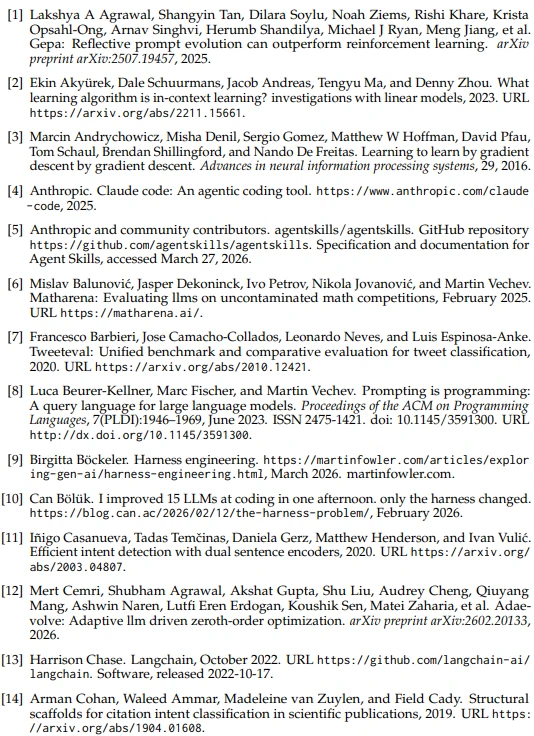 [1] Lakshya A Agrawal, Shangyin Tan, Dilara Soylu, Noah Ziems, Rishi Khare, Krista
Opsahl-Ong, Arnav Singhvi, Herumb Shandilya, Michael J Ryan, Meng Jiang, et al.
Gepa: Reflective prompt evolution can outperform reinforcement learning. arXiv
preprint arXiv:2507.19457, 2025.
[2] Ekin Akyürek, Dale Schuurmans, Jacob Andreas, Tengyu Ma, and Denny Zhou. What
learning algorithm is in-context learning? investigations with linear models, 2023. URL
https://arxiv.org/abs/2211.15661.
[3] Marcin Andrychowicz, Misha Denil, Sergio Gomez, Matthew W Hoffman, David Pfau,
Tom Schaul, Brendan Shillingford, and Nando De Freitas. Learning to learn by gradient
descent by gradient descent. Advances in neural information processing systems, 29, 2016.
[4] Anthropic. Claude code: An agentic coding tool. https://www.anthropic.com/claude
-code, 2025.
[5] Anthropic and community contributors. agentskills/agentskills. GitHub repository
https://github.com/agentskills/agentskills. Specification and documentation for
Agent Skills, accessed March 27, 2026.
[6] Mislav Balunović, Jasper Dekoninck, Ivo Petrov, Nikola Jovanović, and Martin Vechev.
Matharena: Evaluating llms on uncontaminated math competitions, February 2025.
URL https://matharena.ai/.
[7] Francesco Barbieri, Jose Camacho-Collados, Leonardo Neves, and Luis Espinosa-Anke.
Tweeteval: Unified benchmark and comparative evaluation for tweet classification,
2020. URL https://arxiv.org/abs/2010.12421.
[8] Luca Beurer-Kellner, Marc Fischer, and Martin Vechev. Prompting is programming:
A query language for large language models. Proceedings of the ACM on Programming
Languages, 7(PLDI):1946–1969, June 2023. ISSN 2475-1421. doi: 10.1145/3591300. URL
http://dx.doi.org/10.1145/3591300.
[9] Birgitta Böckeler. Harness engineering. https://martinfowler.com/articles/explor
ing-gen-ai/harness-engineering.html, March 2026. martinfowler.com.
[10] Can Bölük. I improved 15 LLMs at coding in one afternoon. only the harness changed.
https://blog.can.ac/2026/02/12/the-harness-problem/, February 2026.
[11] Iñigo Casanueva, Tadas Temčinas, Daniela Gerz, Matthew Henderson, and Ivan Vulić.
Efficient intent detection with dual sentence encoders, 2020. URL https://arxiv.org/
abs/2003.04807.
[12] Mert Cemri, Shubham Agrawal, Akshat Gupta, Shu Liu, Audrey Cheng, Qiuyang
Mang, Ashwin Naren, Lutfi Eren Erdogan, Koushik Sen, Matei Zaharia, et al. Adae-
volve: Adaptive llm driven zeroth-order optimization. arXiv preprint arXiv:2602.20133,
2026.
[13] Harrison Chase. Langchain, October 2022. URL https://github.com/langchain-ai/
langchain. Software, released 2022-10-17.
[14] Arman Cohan, Waleed Ammar, Madeleine van Zuylen, and Field Cady. Structural
scaffolds for citation intent classification in scientific publications, 2019. URL https:
//arxiv.org/abs/1904.01608.